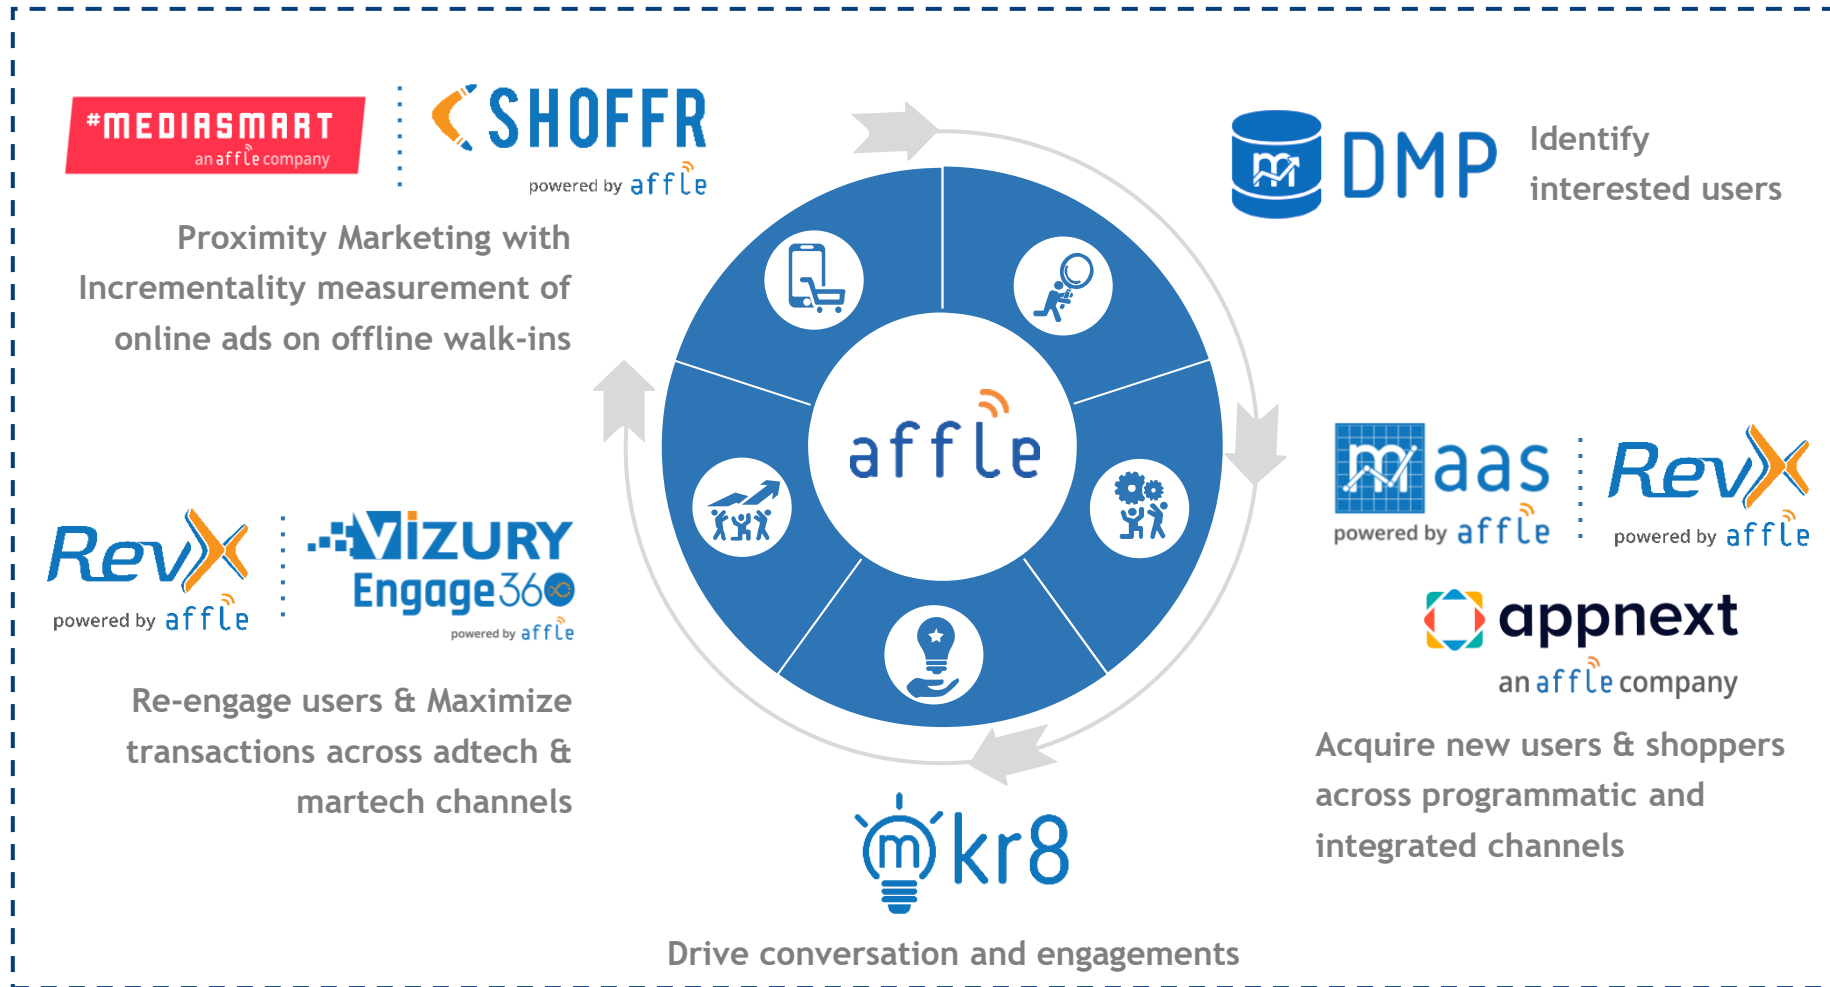 #MEDIASMART
an affle company
SHOFFR
powered by affle
Proximity Marketing with
Incrementality measurement of
online ads on offline walk-ins
m
DMP
Identify
interested users
affle
maas
powered by affle
RevX
powered by affle
appnext
an affle company
Acquire new users & shoppers
across programmatic and
integrated channels
RevX
powered by affle
VIZURY
Engage360
powered by affle
Re-engage users & Maximize
transactions across adtech &
martech channels
mkr8
Drive conversation and engagements